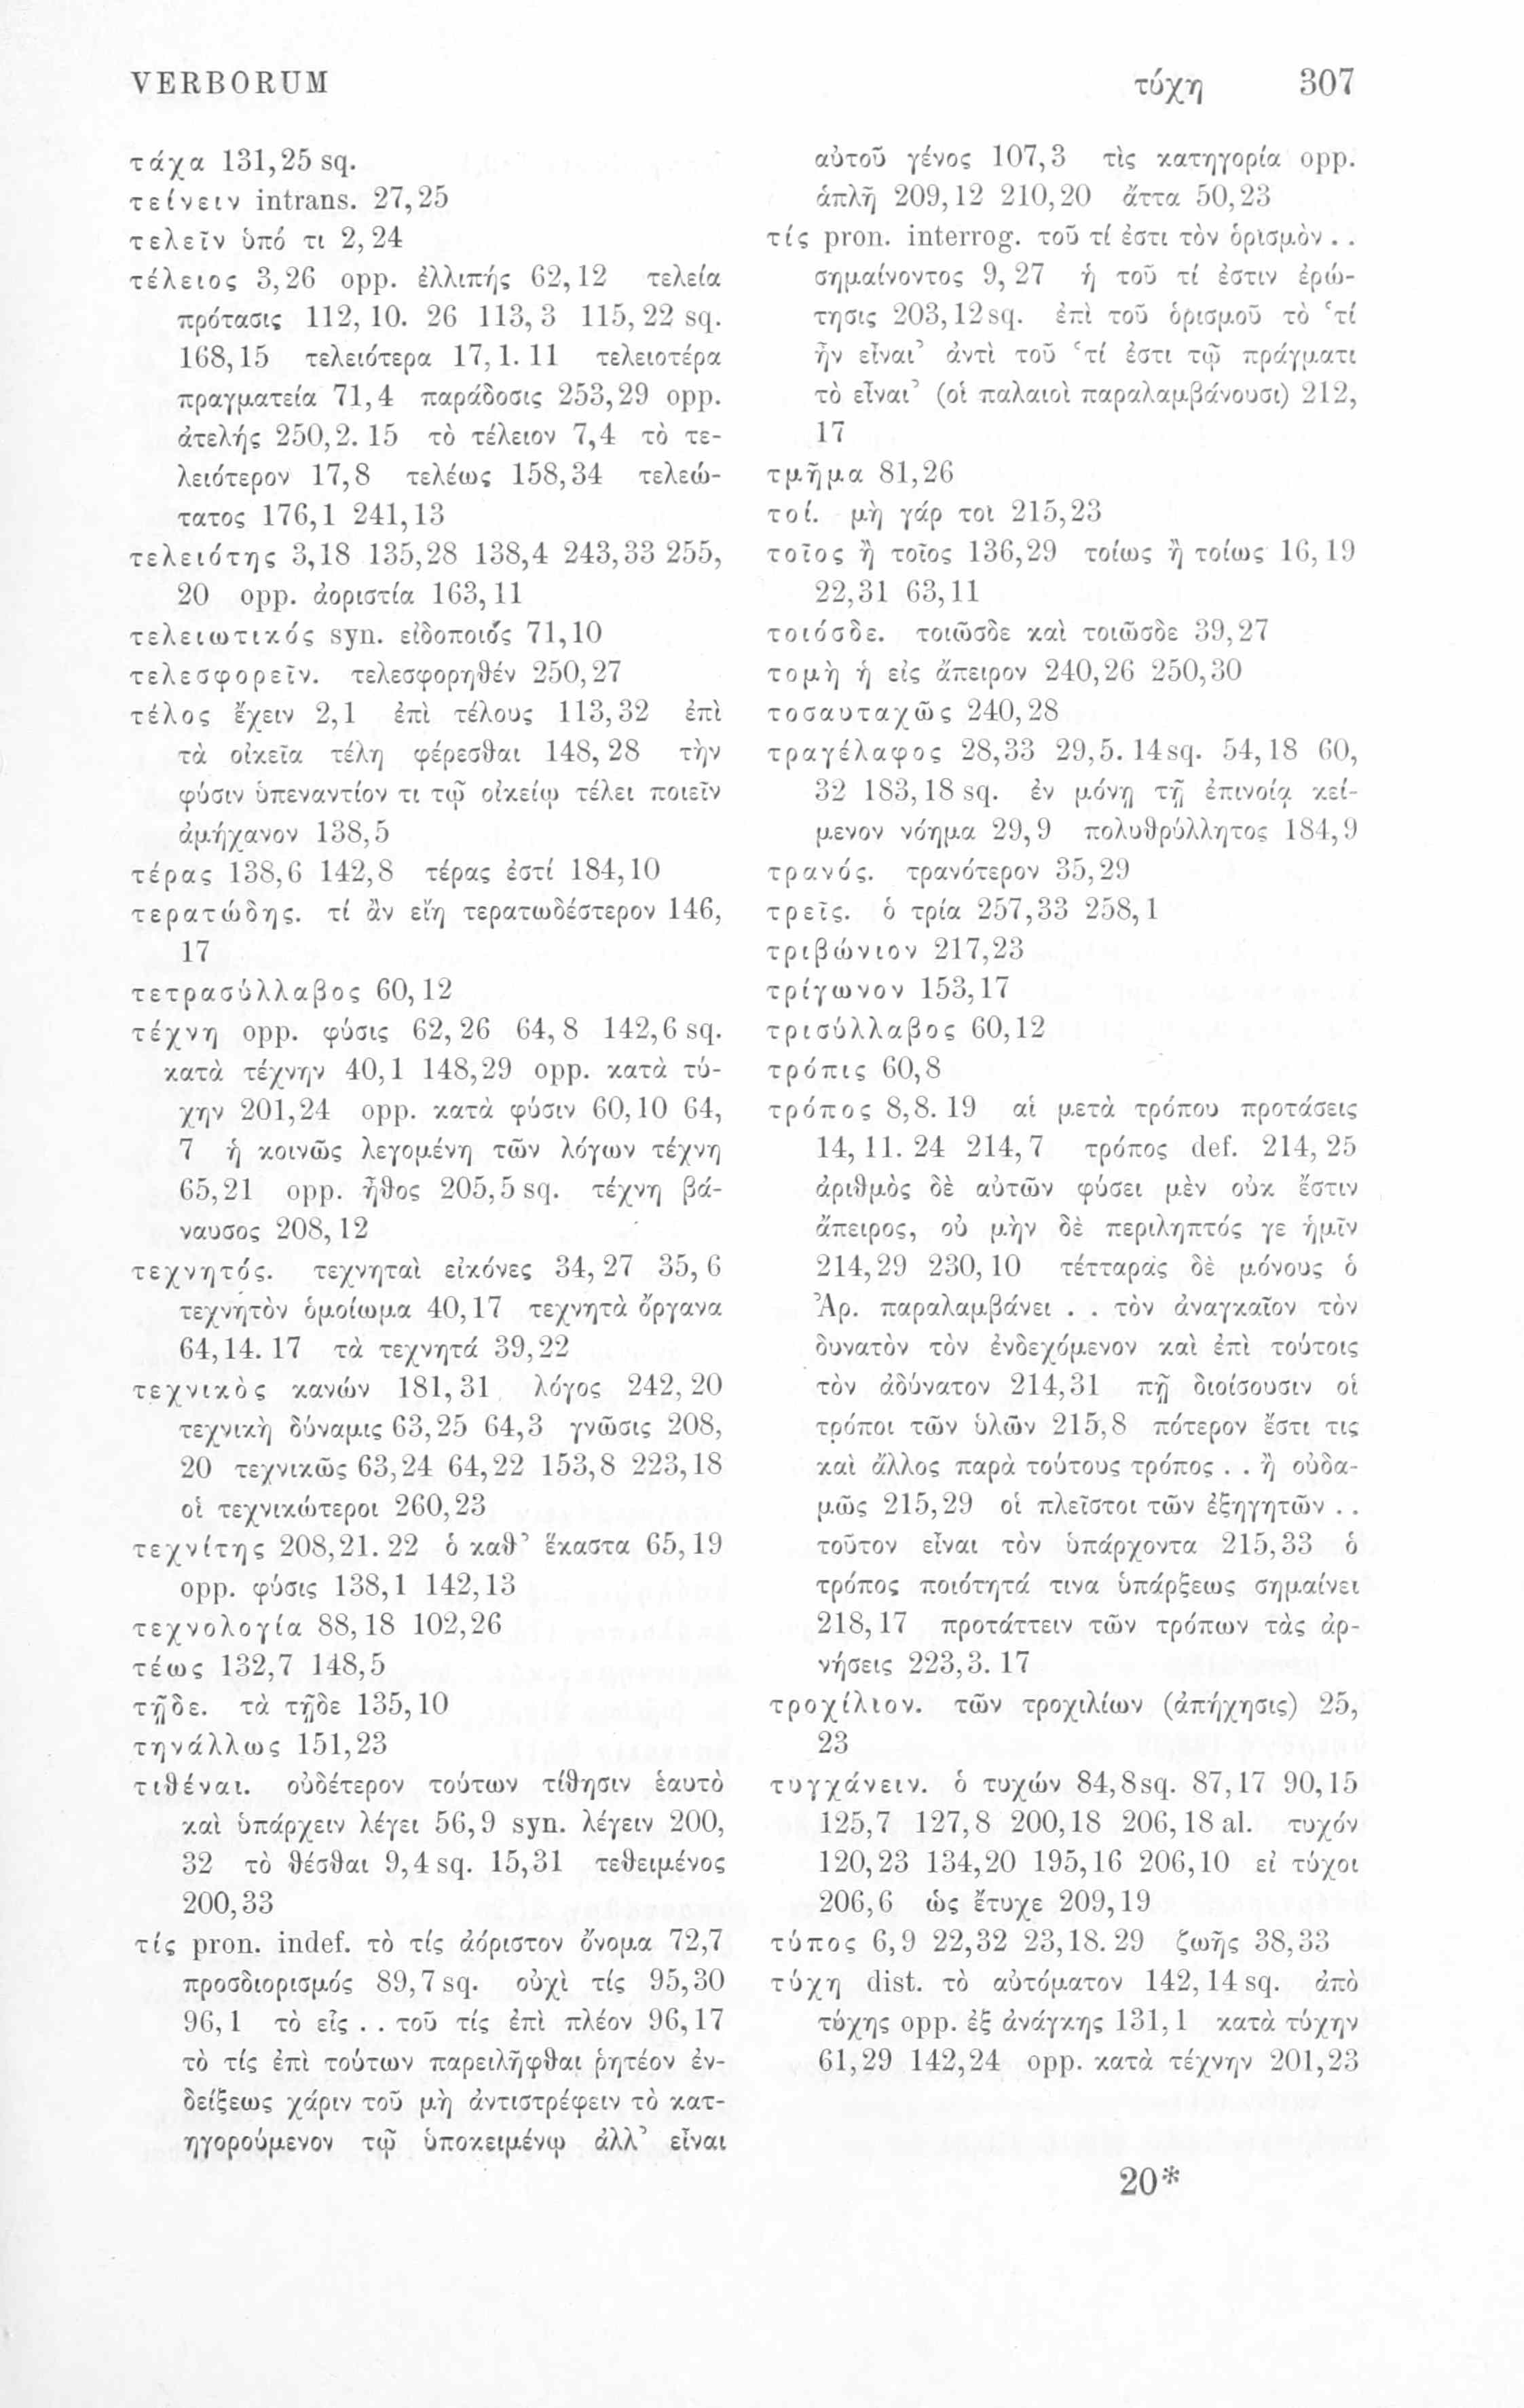 VERBORUM τύχη 307
τάχα 131,25 sq.
τείνειν intrans. 27,25
τελεῖν ὑπό τι 2,24
τέλειος 3,26 opp. ἐλλιπής 62,12 τελεία
πρότασις 112,10. 26 113,3 115,22 sq.
168,15 τελειότερα 17,1. 11 τελειοτέρα
πραγματεία 71,4 παράδοσις 253,29 opp.
ἀτελής 250,2. 15 τὸ τέλειον 7,4 τὸ τε-
λειότερον 17,8 τελέως 158,34 τελεώ-
τατος 176,1 241,13
τελειότης 3,18 135,28 138,4 243,33 255,
20 opp. ἀοριστία 163,11
τελειωτικός syn. εἰδοποιός 71,10
τελεσφορεῖν. τελεσφορηθέν 250,27
τέλος ἔχειν 2,1 ἐπὶ τέλους 113,32 ἐπὶ
τὰ οἰκεῖα τέλη φέρεσθαι 148,28 τὴν
φύσιν ὑπεναντίον τι τῷ οἰκείῳ τέλει ποιεῖν
ἀμήχανον 138,5
τέρας 138,6 142,8 τέρας ἐστί 184,10
τερατώδης. τί ἂν εἴη τερατωδέστερον 146,
17
τετρασύλλαβος 60,12
τέχνη opp. φύσις 62,26 64,8 142,6 sq.
κατὰ τέχνην 40,1 148,29 opp. κατὰ τύ-
χην 201,24 opp. κατὰ φύσιν 60,10 64,
7 ἡ κοινῶς λεγομένη τῶν λόγων τέχνη
65,21 opp. ἦθος 205,5 sq. τέχνη βά-
ναυσος 208,12
τεχνητός. τεχνηταὶ εἰκόνες 34,27 35,6
τεχνητὸν ὁμοίωμα 40,17 τεχνητὰ ὄργανα
64,14. 17 τὰ τεχνητά 39,22
τεχνικὸς κανών 181,31 λόγος 242,20
τεχνικὴ δύναμις 63,25 64,3 γνῶσις 208,
20 τεχνικῶς 63,24 64,22 153,8 223,18
οἱ τεχνικώτεροι 260,23
τεχνίτης 208,21. 22 ὁ καθ’ ἕκαστα 65,19
opp. φύσις 138,1 142,13
τεχνολογία 88,18 102,26
τέως 132,7 148,5
τῇδε. τὰ τῇδε 135,10
τηνάλλως 151,23
τιθέναι. οὐδέτερον τούτων τίθησιν ἑαυτὸ
καὶ ὑπάρχειν λέγει 56,9 syn. λέγειν 200,
32 τὸ θέσθαι 9,4 sq. 15,31 τεθειμένος
200,33
τίς pron. indef. τὸ τίς ἀόριστον ὄνομα 72,7
προσδιορισμός 89,7 sq. οὐχὶ τίς 95,30
96,1 τὸ εἷς . . τοῦ τίς ἐπὶ πλέον 96,17
τὸ τίς ἐπὶ τούτων παρειλῆφθαι ῥητέον ἐν-
δείξεως χάριν τοῦ μὴ ἀντιστρέφειν τὸ κατ-
ηγορούμενον τῷ ὑποκειμένῳ ἀλλ’ εἶναι
αὐτοῦ γένος 107,3 τὶς κατηγορία opp.
ἁπλῆ 209,12 210,20 ἄττα 50,23
τίς pron. interrog. τοῦ τί ἐστι τὸν ὁρισμὸν . .
σημαίνοντος 9,27 ἡ τοῦ τί ἐστιν ἐρώ-
τησις 203,12 sq. ἐπὶ τοῦ ὁρισμοῦ τὸ ‘τί
ἦν εἶναι’ ἀντὶ τοῦ ‘τί ἐστι τῷ πράγματι
τὸ εἶναι’ (οἱ παλαιοὶ παραλαμβάνουσι) 212,
17
τμῆμα 81,26
τοί. μὴ γάρ τοι 215,23
τοῖος ἢ τοῖος 136,29 τοίως ἢ τοίως 16,19
22,31 63,11
τοιόσδε. τοιῶσδε καὶ τοιῶσδε 39,27
τομὴ ἡ εἰς ἄπειρον 240,26 250,30
τοσαυταχῶς 240,28
τραγέλαφος 28,33 29,5. 14 sq. 54,18 60,
32 183,18 sq. ἐν μόνῃ τῇ ἐπινοίᾳ κεί-
μενον νόημα 29,9 πολυθρύλλητος 184,9
τρανός. τρανότερον 35,29
τρεῖς. ὁ τρία 257,33 258,1
τριβώνιον 217,23
τρίγωνον 153,17
τρισύλλαβος 60,12
τρόπις 60,8
τρόπος 8,8. 19 αἱ μετὰ τρόπου προτάσεις
14,11. 24 214,7 τρόπος def. 214,25
ἀριθμὸς δὲ αὐτῶν φύσει μὲν οὐκ ἔστιν
ἄπειρος, οὐ μὴν δὲ περιληπτός γε ἡμῖν
214,29 230,10 τέτταρας δὲ μόνους ὁ
Ἀρ. παραλαμβάνει . . τὸν ἀναγκαῖον τὸν
δυνατὸν τὸν ἐνδεχόμενον καὶ ἐπὶ τούτοις
τὸν ἀδύνατον 214,31 πῇ διοίσουσιν οἱ
τρόποι τῶν ὑλῶν 215,8 πότερον ἔστι τις
καὶ ἄλλος παρὰ τούτους τρόπος . . ἢ οὐδα-
μῶς 215,29 οἱ πλεῖστοι τῶν ἐξηγητῶν . .
τοῦτον εἶναι τὸν ὑπάρχοντα 215,33 ὁ
τρόπος ποιότητά τινα ὑπάρξεως σημαίνει
218,17 προτάττειν τῶν τρόπων τὰς ἀρ-
νήσεις 223,3. 17
τροχίλιον. τῶν τροχιλίων (ἀπήχησις) 25,
23
τυγχάνειν. ὁ τυχών 84,8 sq. 87,17 90,15
125,7 127,8 200,18 206,18 al. τυχόν
120,23 134,20 195,16 206,10 εἰ τύχοι
206,6 ὡς ἔτυχε 209,19
τύπος 6,9 22,32 23,18. 29 ζωῆς 38,33
τύχη dist. τὸ αὐτόματον 142,14 sq. ἀπὸ
τύχης opp. ἐξ ἀνάγκης 131,1 κατὰ τύχην
61,29 142,24 opp. κατὰ τέχνην 201,23
20*